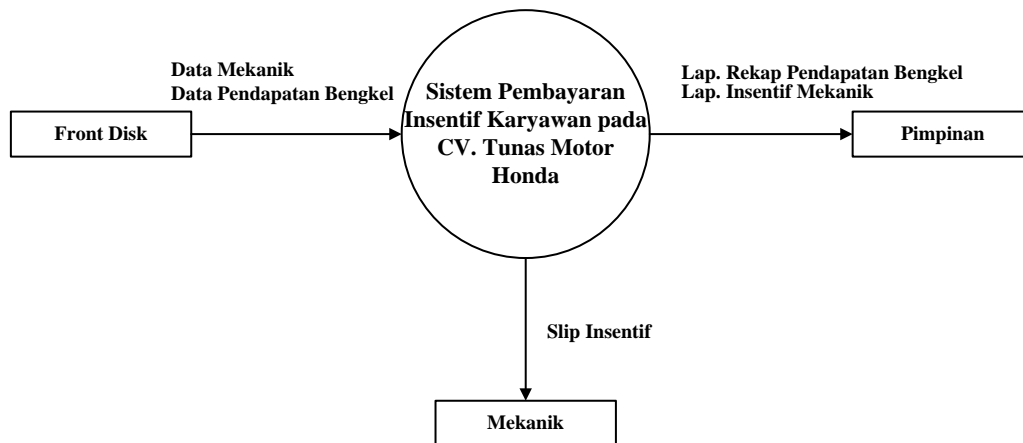 Data Mekanik
Data Pendapatan Bengkel
Front Disk
Sistem Pembayaran
Insentif Karyawan pada
CV. Tunas Motor
Honda
Lap. Rekap Pendapatan Bengkel
Lap. Insentif Mekanik
Pimpinan
Slip Insentif
Mekanik